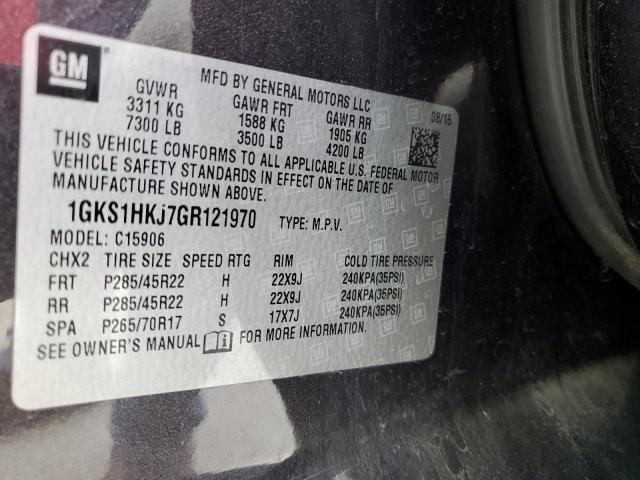 GM ®
MFD BY GENERAL MOTORS LLC
GVWR GAWR FRT GAWR RR 08/15
3311 KG 1588 KG 1905 KG
7300 LB 3500 LB 4200 LB
THIS VEHICLE CONFORMS TO ALL APPLICABLE U.S. FEDERAL MOTOR
VEHICLE SAFETY STANDARDS IN EFFECT ON THE DATE OF
MANUFACTURE SHOWN ABOVE.
1GKS1HKJ7GR121970 TYPE: M.P.V.
MODEL: C15906
CHX2 TIRE SIZE SPEED RTG RIM COLD TIRE PRESSURE
FRT P285/45R22 H 22X9J 240KPA(35PSI)
RR P285/45R22 H 22X9J 240KPA(35PSI)
SPA P265/70R17 S 17X7J 240KPA(35PSI)
SEE OWNER'S MANUAL FOR MORE INFORMATION.